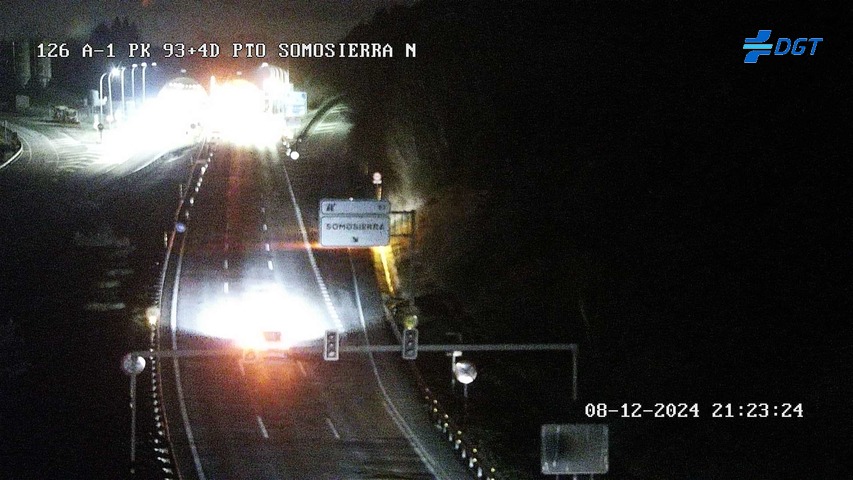 126 A-1 PK 93+4D PTO SOMOSIERRA N
DGT
SOMOSIERRA
08-12-2024 21:23:24